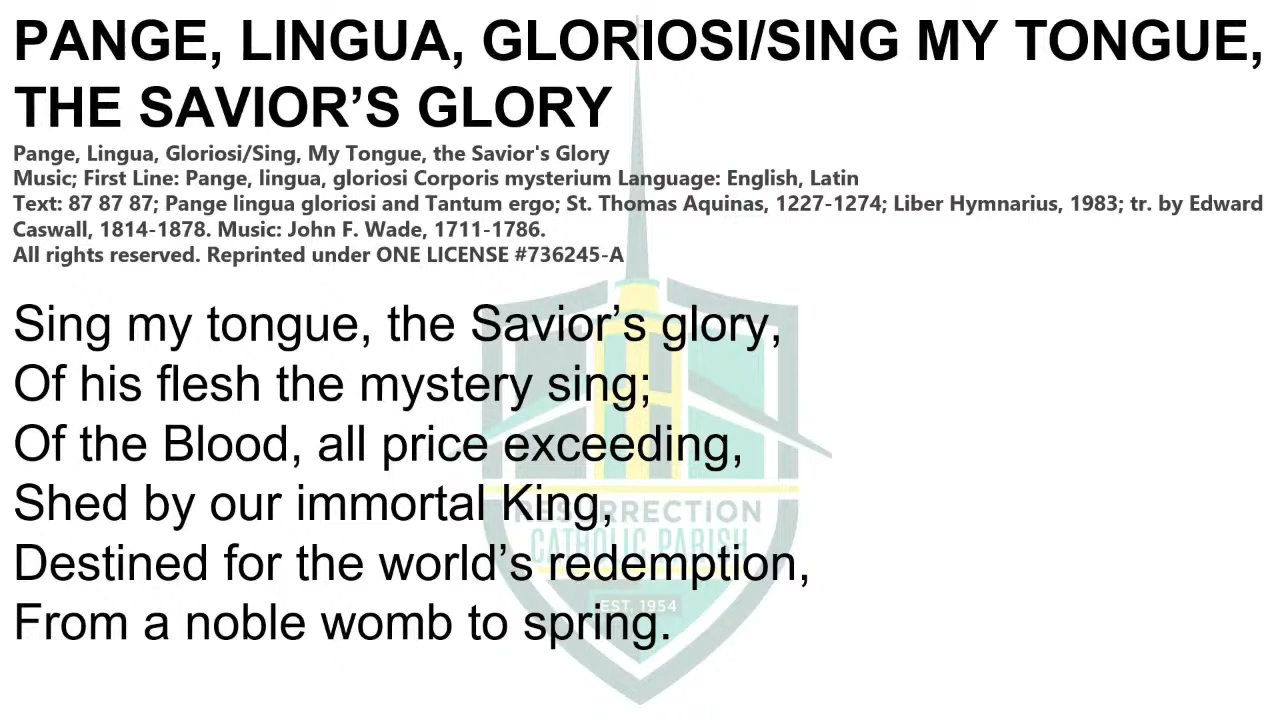 PANGE, LINGUA, GLORIOSI/SING MY TONGUE,
THE SAVIOR’S GLORY
Pange, Lingua, Gloriosi/Sing, My Tongue, the Savior's Glory
Music; First Line: Pange, lingua, gloriosi Corporis mysterium Language: English, Latin
Text: 87 87 87; Pange lingua gloriosi and Tantum ergo; St. Thomas Aquinas, 1227-1274; Liber Hymnarius, 1983; tr. by Edward
Caswall, 1814-1878. Music: John F. Wade, 1711-1786.
All rights reserved. Reprinted under ONE LICENSE #736245-A
Sing my tongue, the Savior’s glory,
Of his flesh the mystery sing;
Of the Blood, all price exceeding,
Shed by our immortal King,
RESURRECTION
CATHOLIC PARISH
Destined for the world’s redemption,
EST. 1954
From a noble womb to spring.